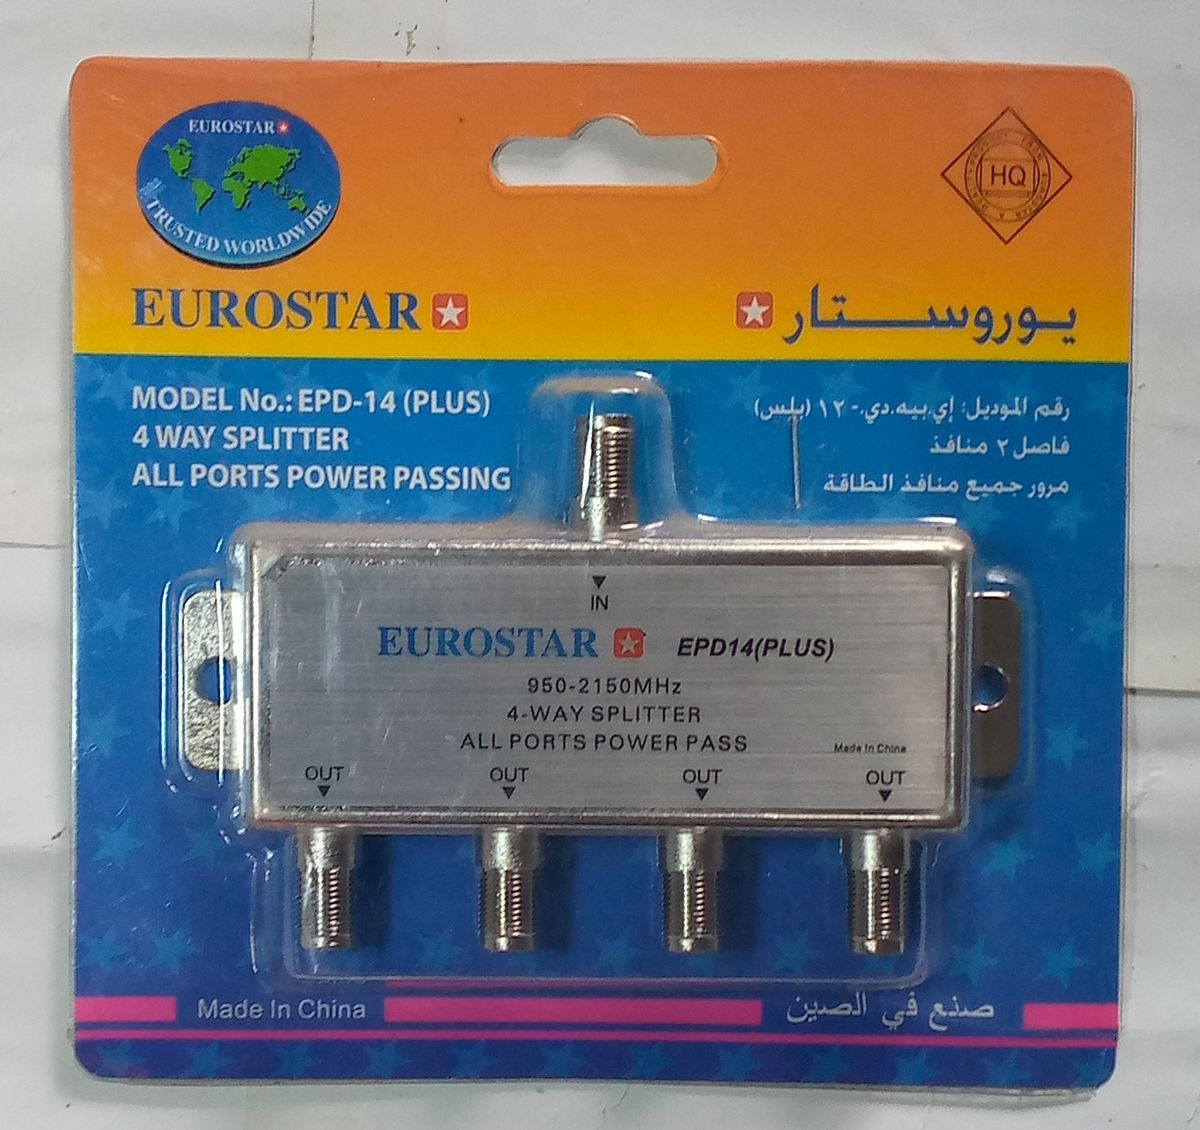 EUROSTAR
TRUSTED WORLDWIDE
HQ
EUROSTAR
يوروستار
MODEL No.: EPD-14 (PLUS)
4 WAY SPLITTER
ALL PORTS POWER PASSING
رقم الموديل: إي.بيه.دي.- ١٢ (بلس)
فاصل ٢ منافذ
مرور جميع منافذ الطاقة
IN
EUROSTAR EPD14(PLUS)
950-2150MHz
4-WAY SPLITTER
ALL PORTS POWER PASS
Made In China
OUT OUT OUT OUT
Made In China
صنع في الصين